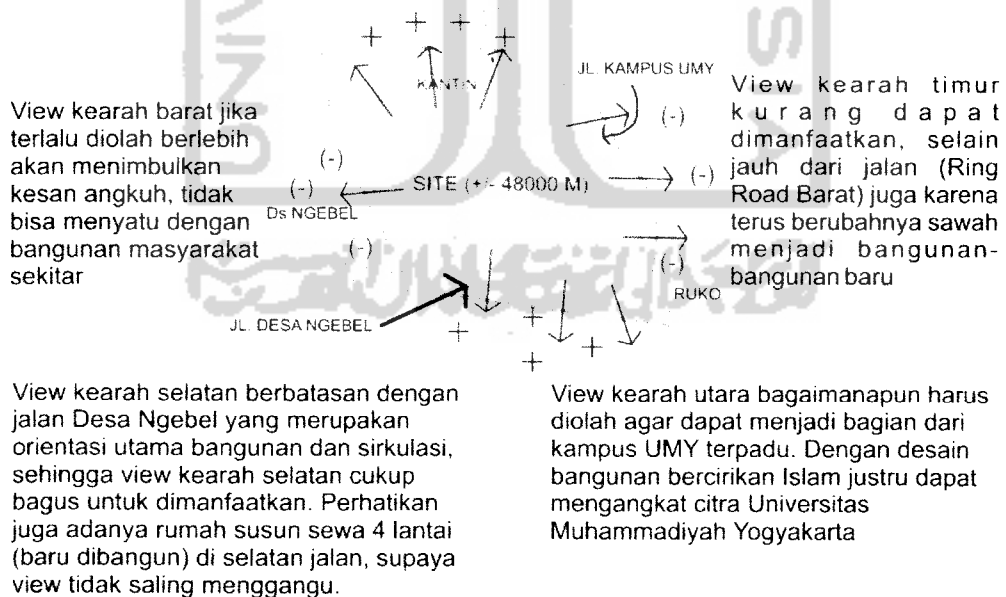 KANTIN
JL. KAMPUS UMY
View kearah barat jika
terlalu diolah berlebih
akan menimbulkan
kesan angkuh, tidak
bisa menyatu dengan
bangunan masyarakat
sekitar
View kearah timur
kurang dapat
dimanfaatkan, selain
jauh dari jalan (Ring
Road Barat) juga karena
terus berubahnya sawah
menjadi bangunan-
bangunan baru
(-)
(-)
(-)
SITE (+/- 48000 M)
(-)
Ds NGEBEL
(-)
(-)
RUKO
JL. DESA NGEBEL
View kearah selatan berbatasan dengan
jalan Desa Ngebel yang merupakan
orientasi utama bangunan dan sirkulasi,
sehingga view kearah selatan cukup
bagus untuk dimanfaatkan. Perhatikan
juga adanya rumah susun sewa 4 lantai
(baru dibangun) di selatan jalan, supaya
view tidak saling menggangu.
View kearah utara bagaimanapun harus
diolah agar dapat menjadi bagian dari
kampus UMY terpadu. Dengan desain
bangunan bercirikan Islam justru dapat
mengangkat citra Universitas
Muhammadiyah Yogyakarta